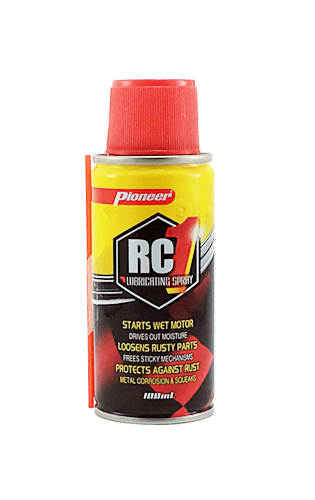 Pioneer
RC1
LUBRICATING SPRAY
STARTS WET MOTOR
DRIVES OUT MOISTURE
LOOSENS RUSTY PARTS
FREES STICKY MECHANISMS
PROTECTS AGAINST RUST
METAL CORROSION & SQUEAKS
100mL